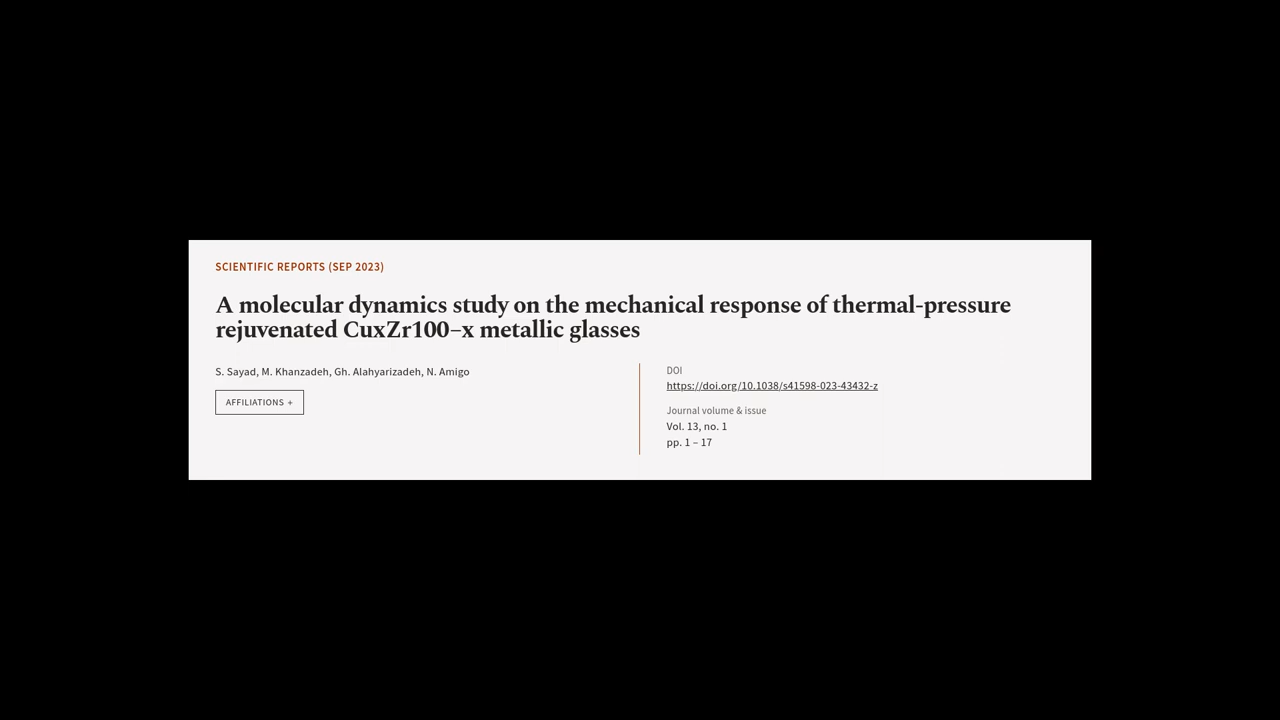 SCIENTIFIC REPORTS (SEP 2023)
A molecular dynamics study on the mechanical response of thermal-pressure
rejuvenated CuxZr100−x metallic glasses
S. Sayad, M. Khanzadeh, Gh. Alahyarizadeh, N. Amigo
AFFILIATIONS +
DOI
https://doi.org/10.1038/s41598-023-43432-z
Journal volume & issue
Vol. 13, no. 1
pp. 1 – 17